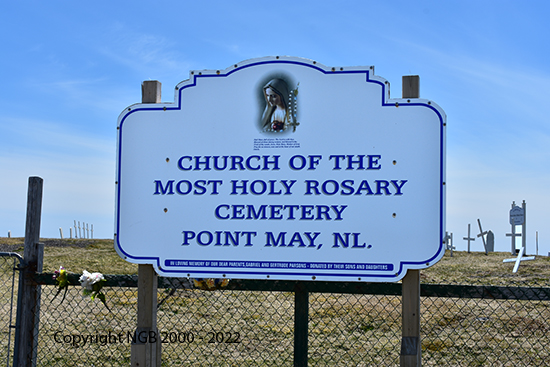 CHURCH OF THE
MOST HOLY ROSARY
CEMETERY
POINT MAY, NL.
IN MEMORY OF OUR DEAR PARENTS, GABRIEL AND GERTRUDE PARSONS - DONATED BY THEIR SONS AND DAUGHTERS
Copyright NGB 2000 - 2022